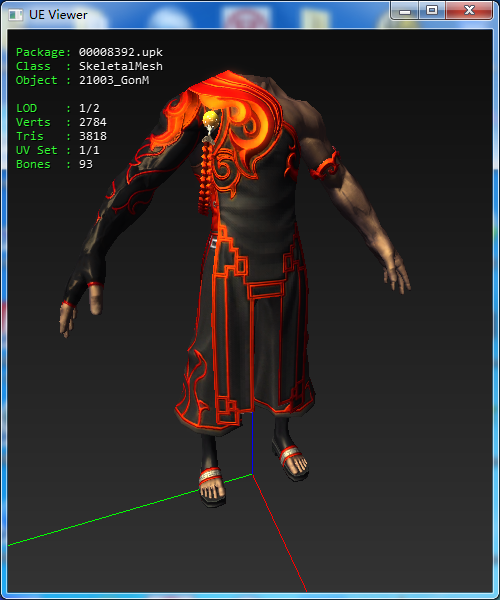 UE Viewer
Package: 00008392.upk
Class : SkeletalMesh
Object : 21003_GonM
LOD : 1/2
Verts : 2784
Tris : 3818
UV Set : 1/1
Bones : 93